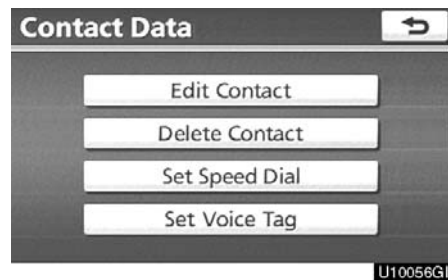 Contact Data
Edit Contact
Delete Contact
Set Speed Dial
Set Voice Tag
U10056GI